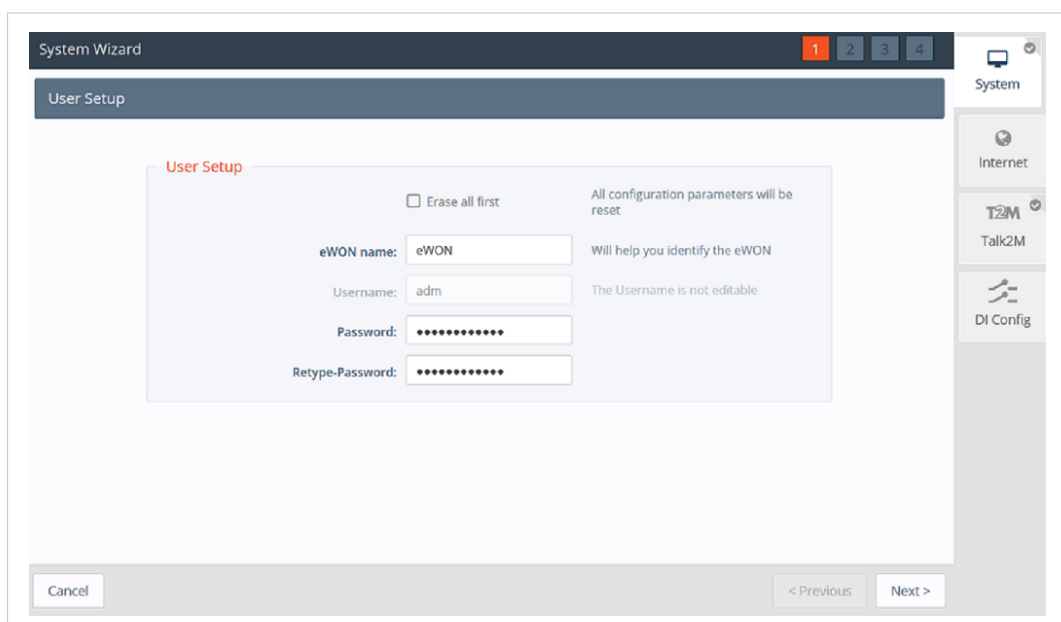 System Wizard
1 2 3 4
User Setup
User Setup
Erase all first
All configuration parameters will be
reset
eWON name: eWON
Will help you identify the eWON
Username: adm
The Username is not editable
Password: ••••••••••••
Retype-Password: ••••••••••••
Cancel
< Previous
Next >
System
Internet
T2M
Talk2M
DI Config